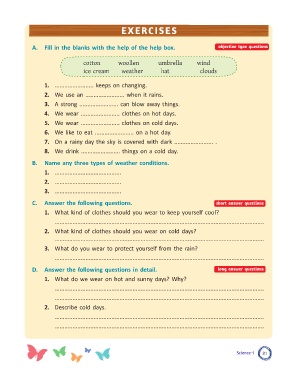 EXERCISES
A. Fill in the blanks with the help of the help box.
objective type questions
cotton woollen umbrella wind
ice cream weather hat clouds
1. ........................ keeps on changing.
2. We use an ........................ when it rains.
3. A strong ........................ can blow away things.
4. We wear ........................ clothes on hot days.
5. We wear ........................ clothes on cold days.
6. We like to eat ........................ on a hot day.
7. On a rainy day the sky is covered with dark ........................ .
8. We drink ........................ things on a cold day.
B. Name any three types of weather conditions.
1. ........................................
2. ........................................
3. ........................................
C. Answer the following questions.
short answer questions
1. What kind of clothes should you wear to keep yourself cool?
2. What kind of clothes should you wear on cold days?
3. What do you wear to protect yourself from the rain?
D. Answer the following questions in detail.
long answer questions
1. What do we wear on hot and sunny days? Why?
2. Describe cold days.
Science-1